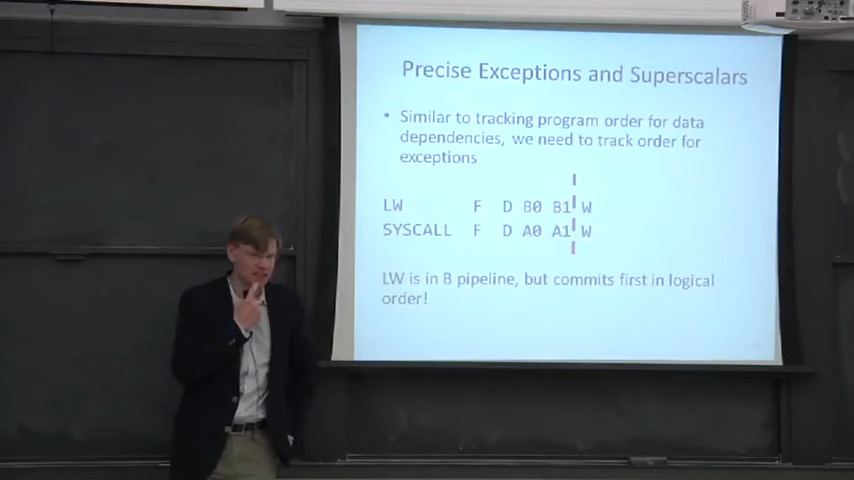 Precise Exceptions and Superscalars
• Similar to tracking program order for data
dependencies, we need to track order for
exceptions
LW F D B0 B1 W
SYSCALL F D A0 A1 W
LW is in B pipeline, but commits first in logical
order!